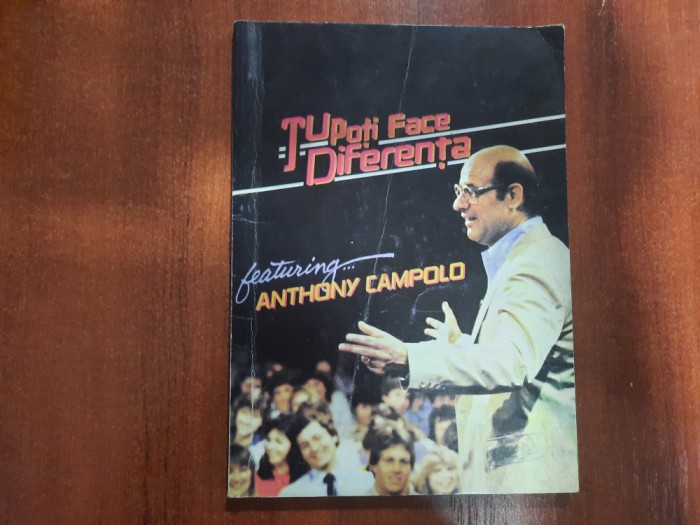 Tu Poți Face
Diferența
featuring...
ANTHONY CAMPOLO